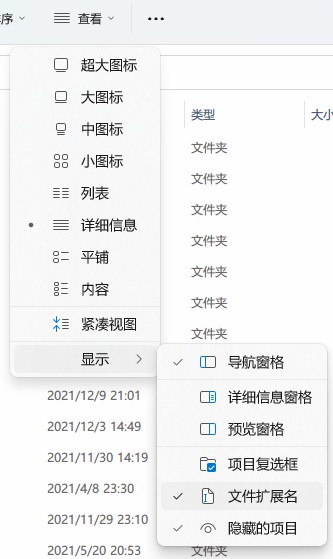 序
查看
超大图标
大图标
中图标
小图标
列表
详细信息
平铺
内容
紧凑视图
显示
类型
大小
文件夹
文件夹
文件夹
文件夹
文件夹
文件夹
文件夹
导航窗格
详细信息窗格
预览窗格
项目复选框
文件扩展名
隐藏的项目
2021/12/9 21:01
2021/12/3 14:49
2021/11/30 14:19
2021/4/8 23:30
2021/11/29 23:10
2021/5/20 20:53
文件夹